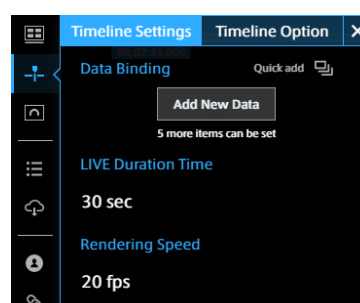 Timeline Settings Timeline Option
Data Binding Quick add
Add New Data
5 more items can be set
LIVE Duration Time
30 sec
Rendering Speed
20 fps